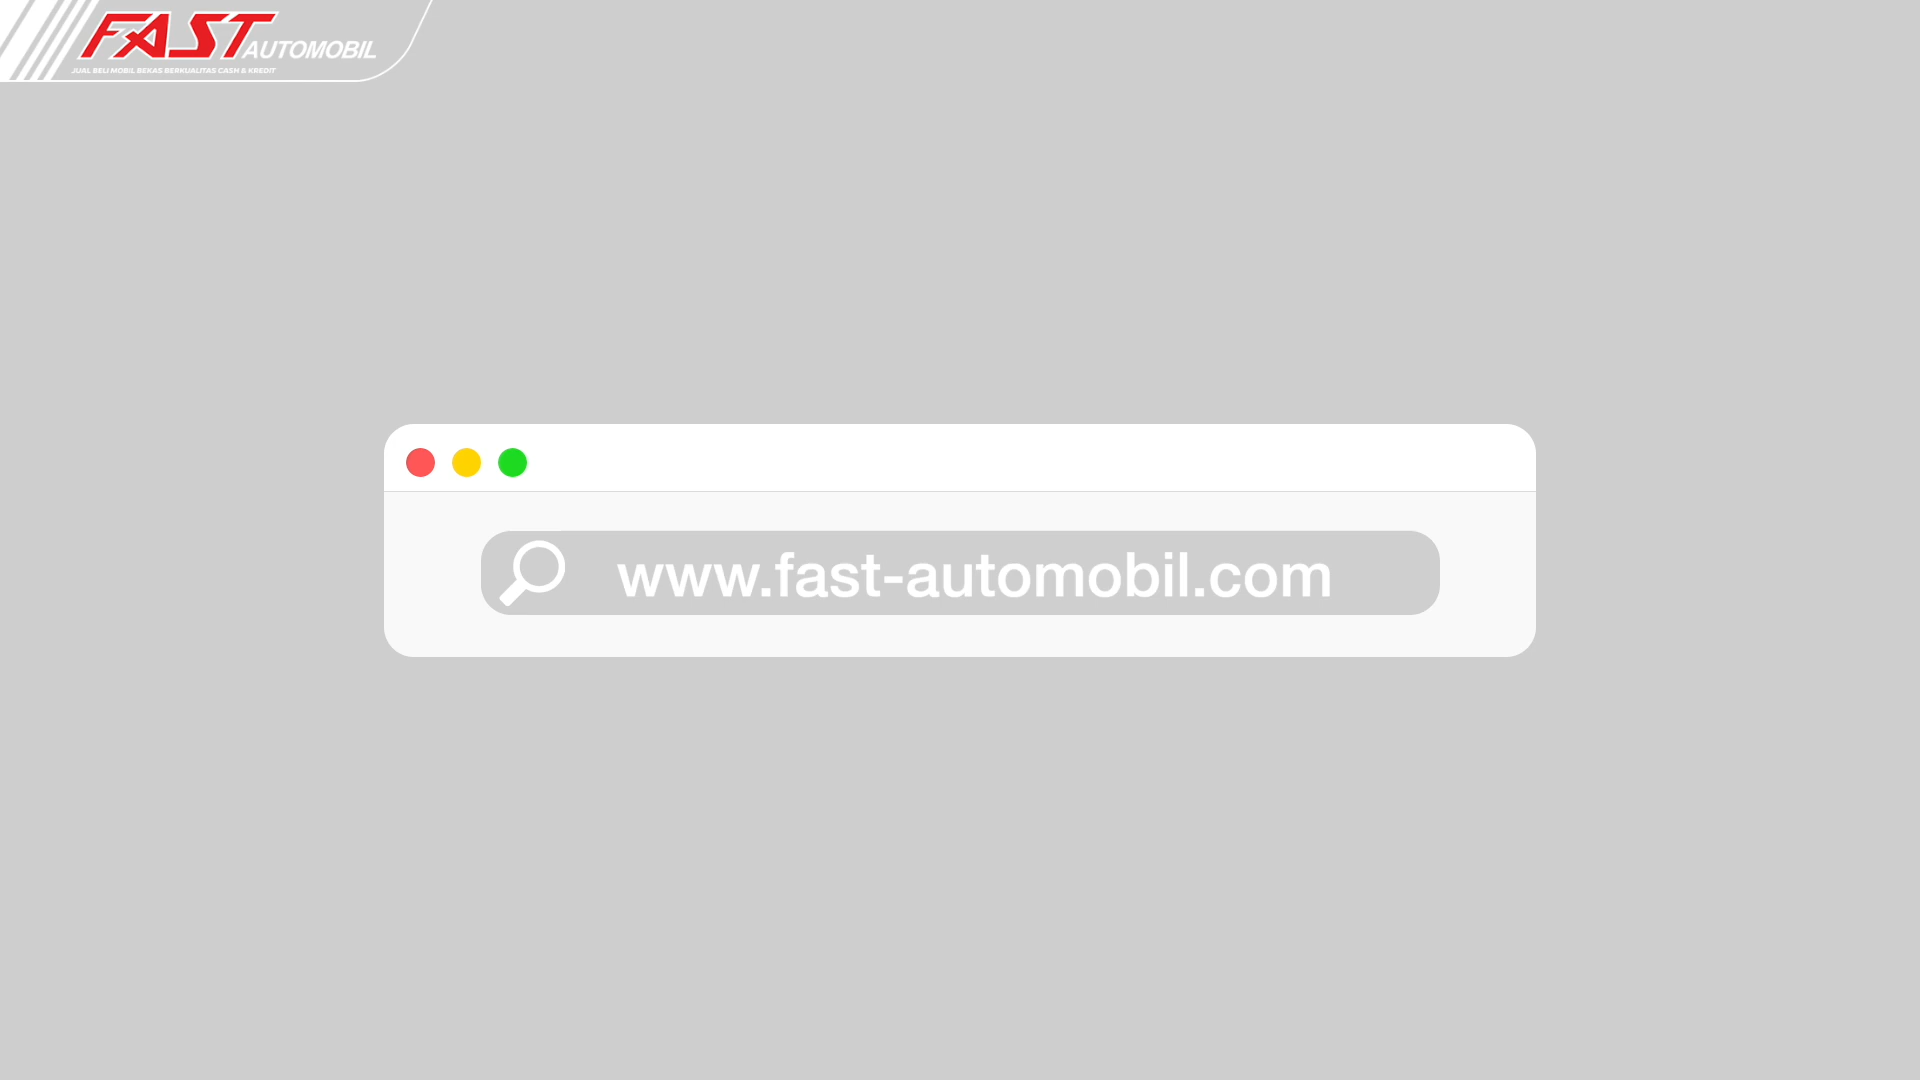 FAST AUTOMOBIL
JUAL BELI MOBIL BEKAS BERKUALITAS CASH & KREDIT
www.fast-automobil.com